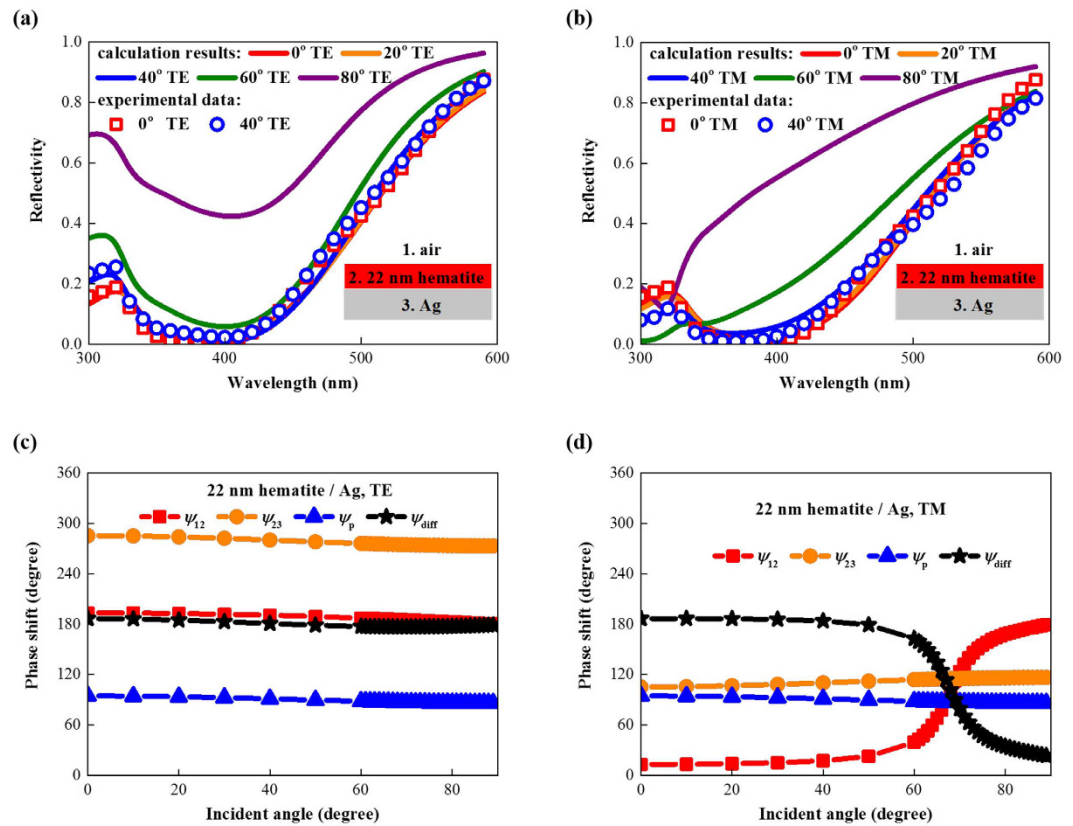 (a)
calculation results: 0° TE 20° TE
40° TE 60° TE 80° TE
experimental data:
0° TE 40° TE
1. air
2. 22 nm hematite
3. Ag
Reflectivity
1.0
0.8
0.6
0.4
0.2
0.0
300 400 500 600
Wavelength (nm)
(b)
calculation results: 0° TM 20° TM
40° TM 60° TM 80° TM
experimental data:
0° TM 40° TM
1. air
2. 22 nm hematite
3. Ag
Reflectivity
1.0
0.8
0.6
0.4
0.2
0.0
300 400 500 600
Wavelength (nm)
(c)
22 nm hematite / Ag, TE
ψ12 ψ23 ψp ψdiff
Phase shift (degree)
360
300
240
180
120
60
0
0 20 40 60 80
Incident angle (degree)
(d)
22 nm hematite / Ag, TM
ψ12 ψ23 ψp ψdiff
Phase shift (degree)
360
300
240
180
120
60
0
0 20 40 60 80
Incident angle (degree)